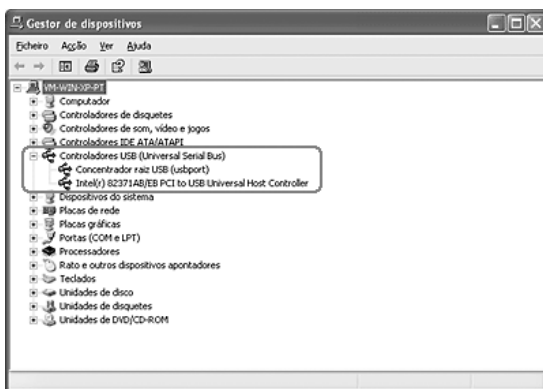 Gestor de dispositivos
Ficheiro Acção Ver Ajuda
VM-WIN-XP-PT
Computador
Controladores de disquetes
Controladores de som, vídeo e jogos
Controladores IDE ATA/ATAPI
Controladores USB (Universal Serial Bus)
Concentrador raiz USB (usbport)
Intel(r) 82371AB/EB PCI to USB Universal Host Controller
Dispositivos do sistema
Placas de rede
Placas gráficas
Portas (COM e LPT)
Processadores
Rato e outros dispositivos apontadores
Teclados
Unidades de disco
Unidades de disquetes
Unidades de DVD/CD-ROM